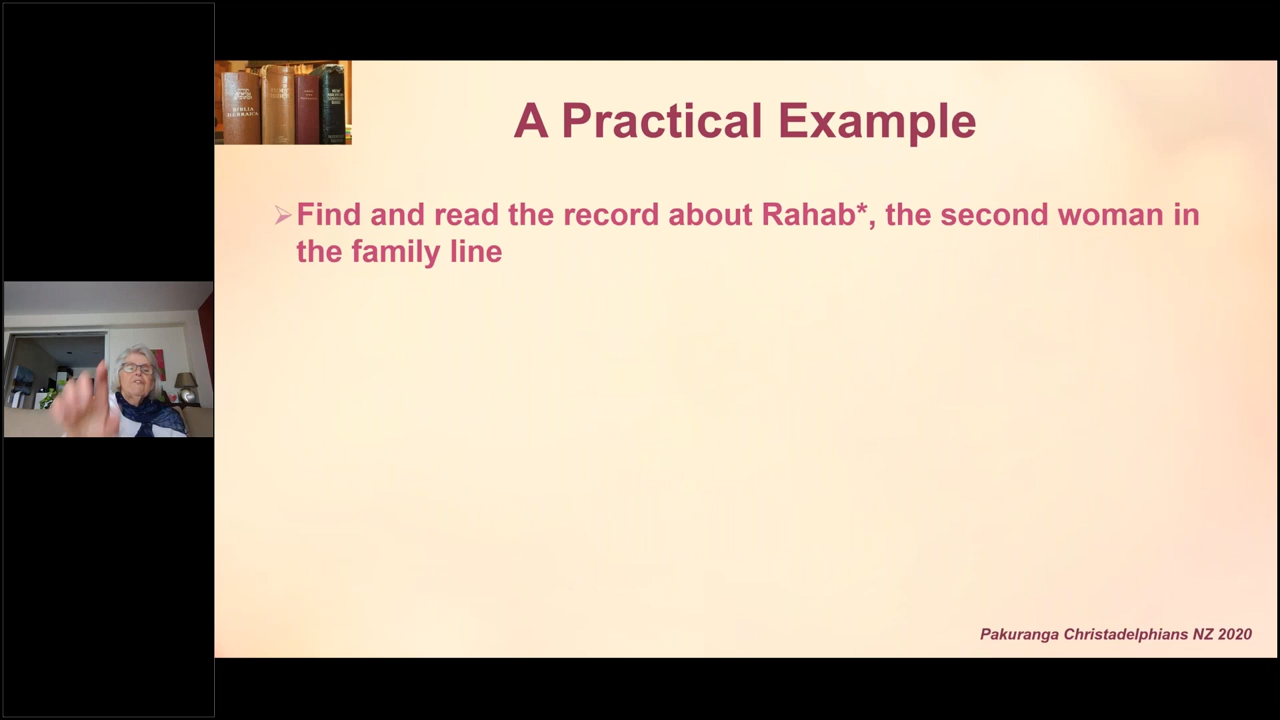 BIBLIA
HEBRAICA
A Practical Example
Find and read the record about Rahab*, the second woman in
the family line
Pakuranga Christadelphians NZ 2020